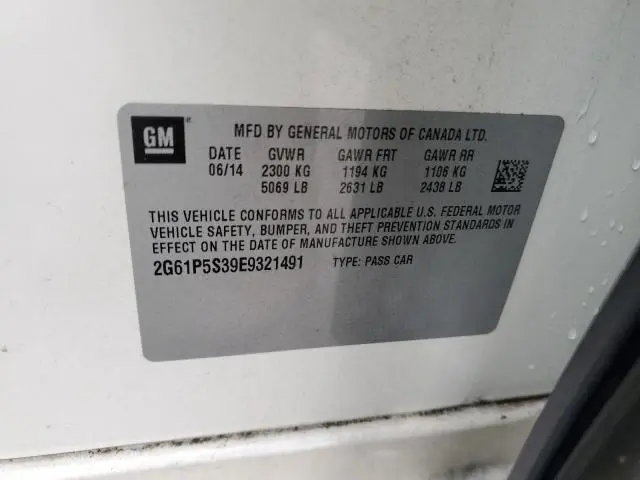 GM MFD BY GENERAL MOTORS OF CANADA LTD.
DATE GVWR GAWR FRT GAWR RR
06/14 2300 KG 1194 KG 1106 KG
5069 LB 2631 LB 2438 LB
THIS VEHICLE CONFORMS TO ALL APPLICABLE U.S. FEDERAL MOTOR
VEHICLE SAFETY, BUMPER, AND THEFT PREVENTION STANDARDS IN
EFFECT ON THE DATE OF MANUFACTURE SHOWN ABOVE.
2G61P5S39E9321491 TYPE: PASS CAR